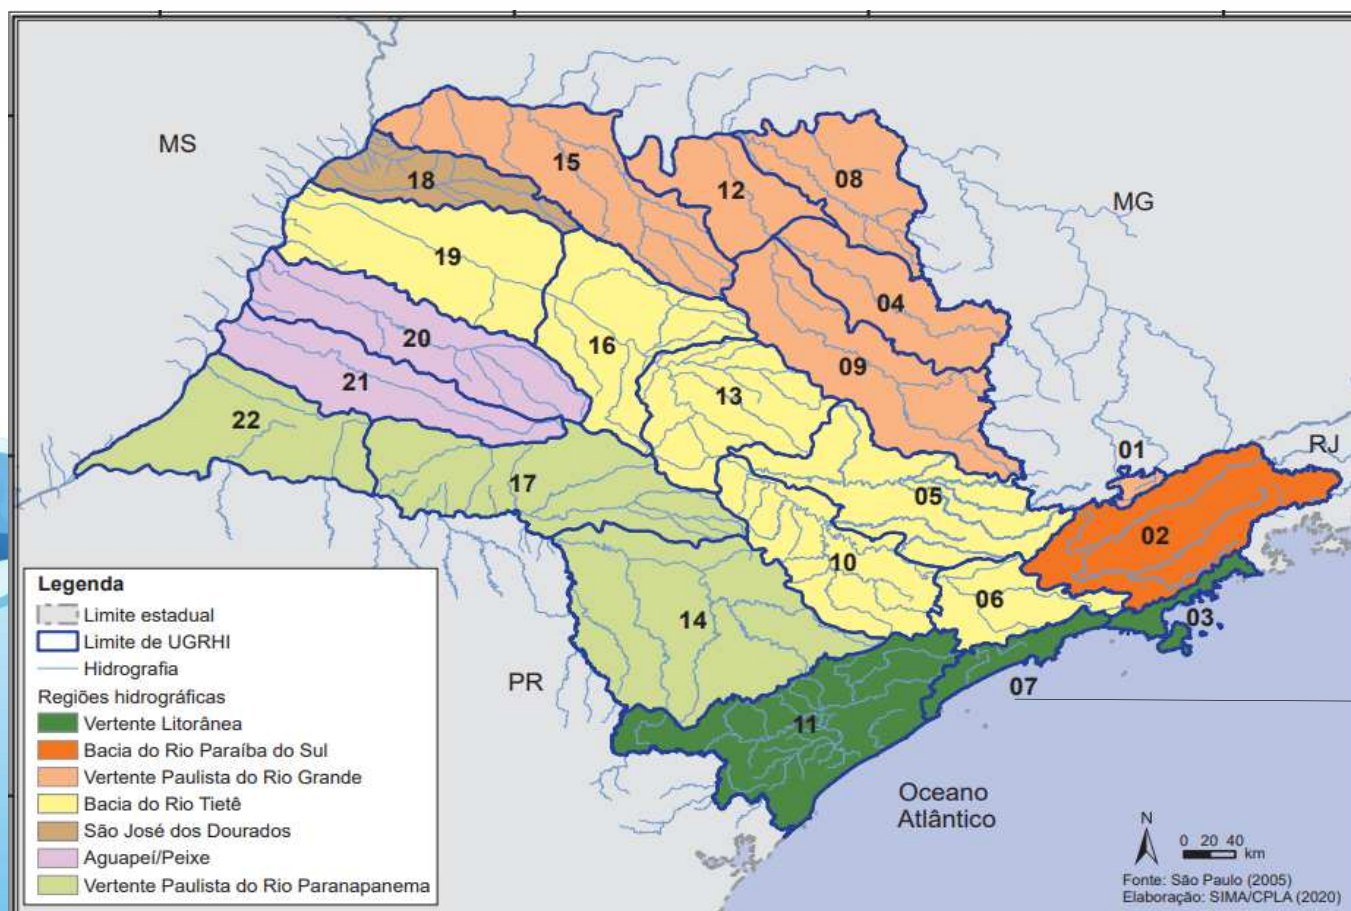 MS
15
18
12
08
MG
19
04
20
16
09
21
13
22
01
RJ
17
05
02
10
06
14
03
PR
07
11
Oceano
Atlântico
Legenda
Limite estadual
Limite de UGRHI
Hidrografia
Regiões hidrográficas
Vertente Litorânea
Bacia do Rio Paraíba do Sul
Vertente Paulista do Rio Grande
Bacia do Rio Tietê
São José dos Dourados
Aguapeí/Peixe
Vertente Paulista do Rio Paranapanema
N
0 20 40
km
Fonte: São Paulo (2005)
Elaboração: SIMA/CPLA (2020)